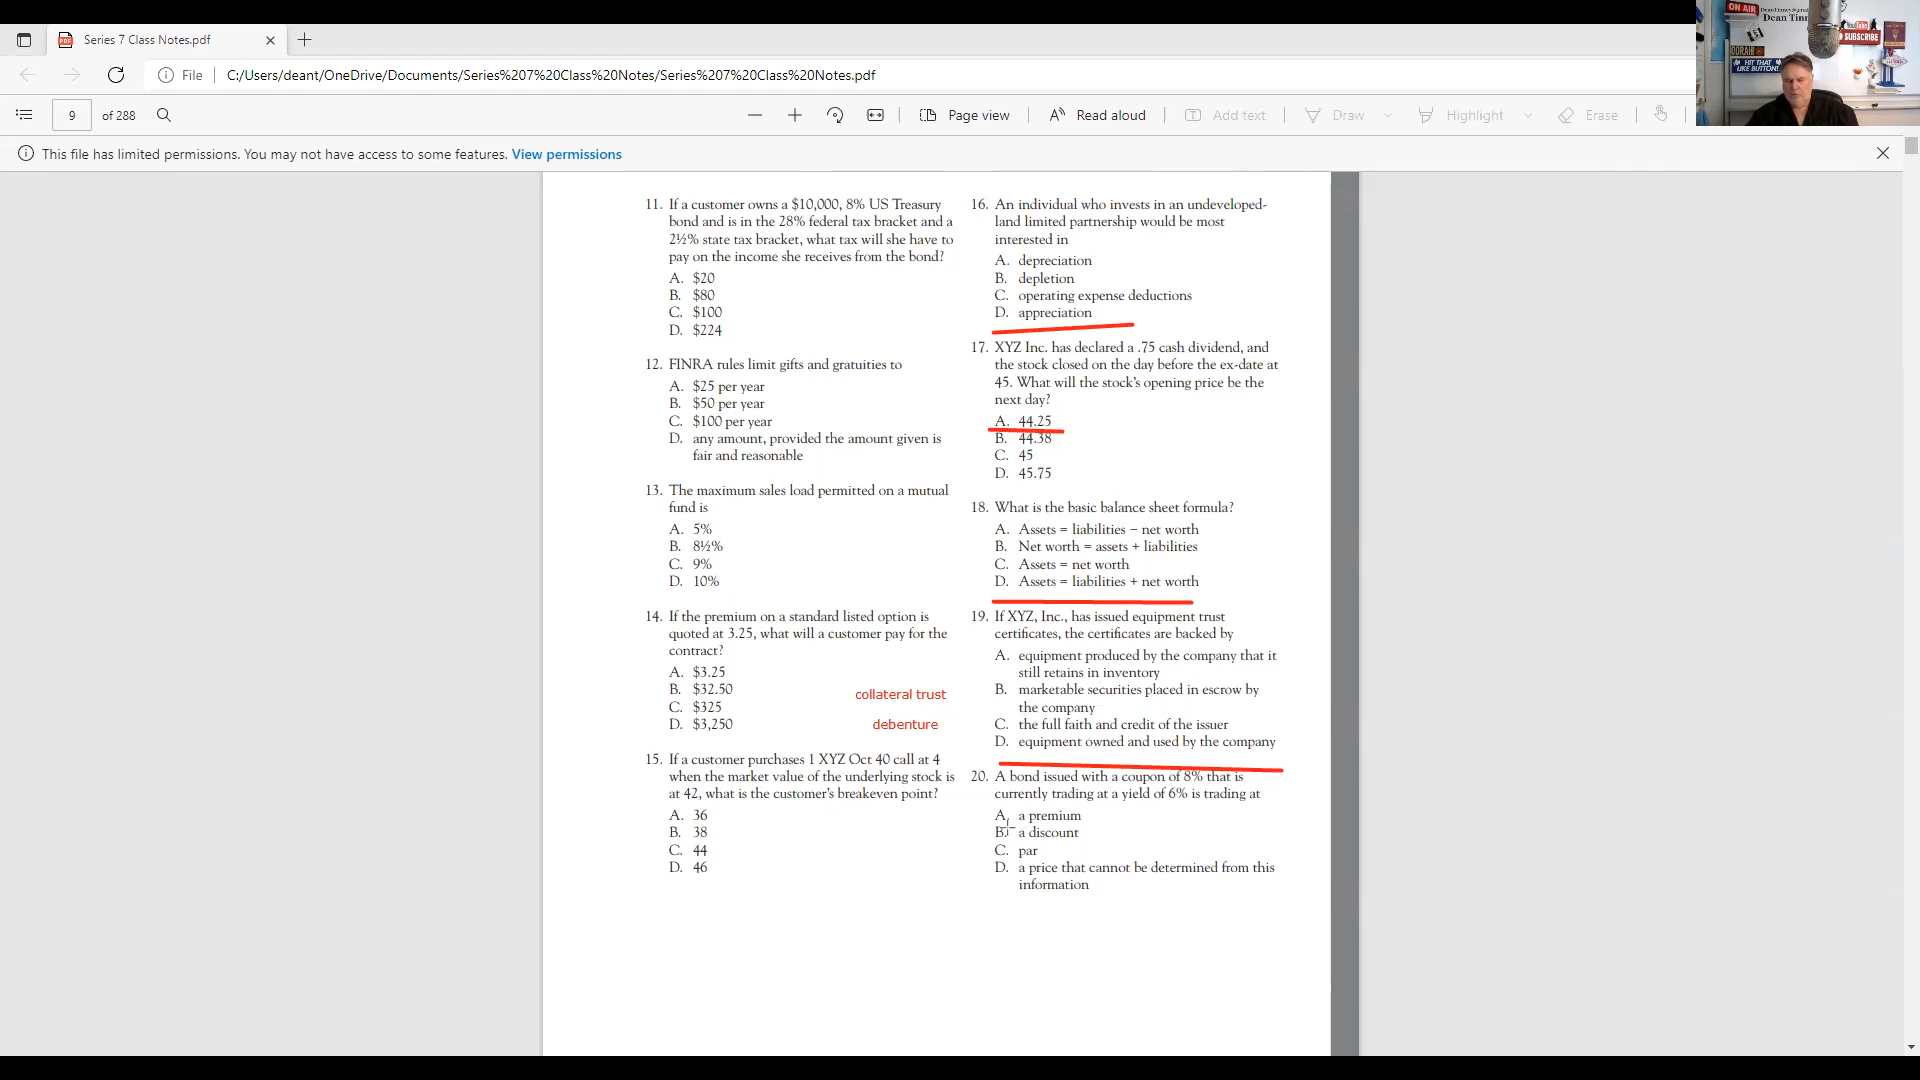 Series 7 Class Notes.pdf
File C:/Users/deant/OneDrive/Documents/Series%207%20Class%20Notes/Series%207%20Class%20Notes.pdf
9 of 288
Page view
Read aloud
Add text
Draw
Highlight
Erase
This file has limited permissions. You may not have access to some features. View permissions
ON AIR
Dean Tinn
YouTube
SUBSCRIBE
OORAH!
HIT THAT
LIKE BUTTON!
11. If a customer owns a $10,000, 8% US Treasury
bond and is in the 28% federal tax bracket and a
2½% state tax bracket, what tax will she have to
pay on the income she receives from the bond?
A. $20
B. $80
C. $100
D. $224
12. FINRA rules limit gifts and gratuities to
A. $25 per year
B. $50 per year
C. $100 per year
D. any amount, provided the amount given is
fair and reasonable
13. The maximum sales load permitted on a mutual
fund is
A. 5%
B. 8½%
C. 9%
D. 10%
14. If the premium on a standard listed option is
quoted at 3.25, what will a customer pay for the
contract?
A. $3.25
B. $32.50
C. $325
D. $3,250
collateral trust
debenture
15. If a customer purchases 1 XYZ Oct 40 call at 4
when the market value of the underlying stock is
at 42, what is the customer's breakeven point?
A. 36
B. 38
C. 44
D. 46
16. An individual who invests in an undeveloped-
land limited partnership would be most
interested in
A. depreciation
B. depletion
C. operating expense deductions
D. appreciation
17. XYZ Inc. has declared a .75 cash dividend, and
the stock closed on the day before the ex-date at
45. What will the stock's opening price be the
next day?
A. 44.25
B. 44.38
C. 45
D. 45.75
18. What is the basic balance sheet formula?
A. Assets = liabilities − net worth
B. Net worth = assets + liabilities
C. Assets = net worth
D. Assets = liabilities + net worth
19. If XYZ, Inc., has issued equipment trust
certificates, the certificates are backed by
A. equipment produced by the company that it
still retains in inventory
B. marketable securities placed in escrow by
the company
C. the full faith and credit of the issuer
D. equipment owned and used by the company
20. A bond issued with a coupon of 8% that is
currently trading at a yield of 6% is trading at
A. a premium
B. a discount
C. par
D. a price that cannot be determined from this
information